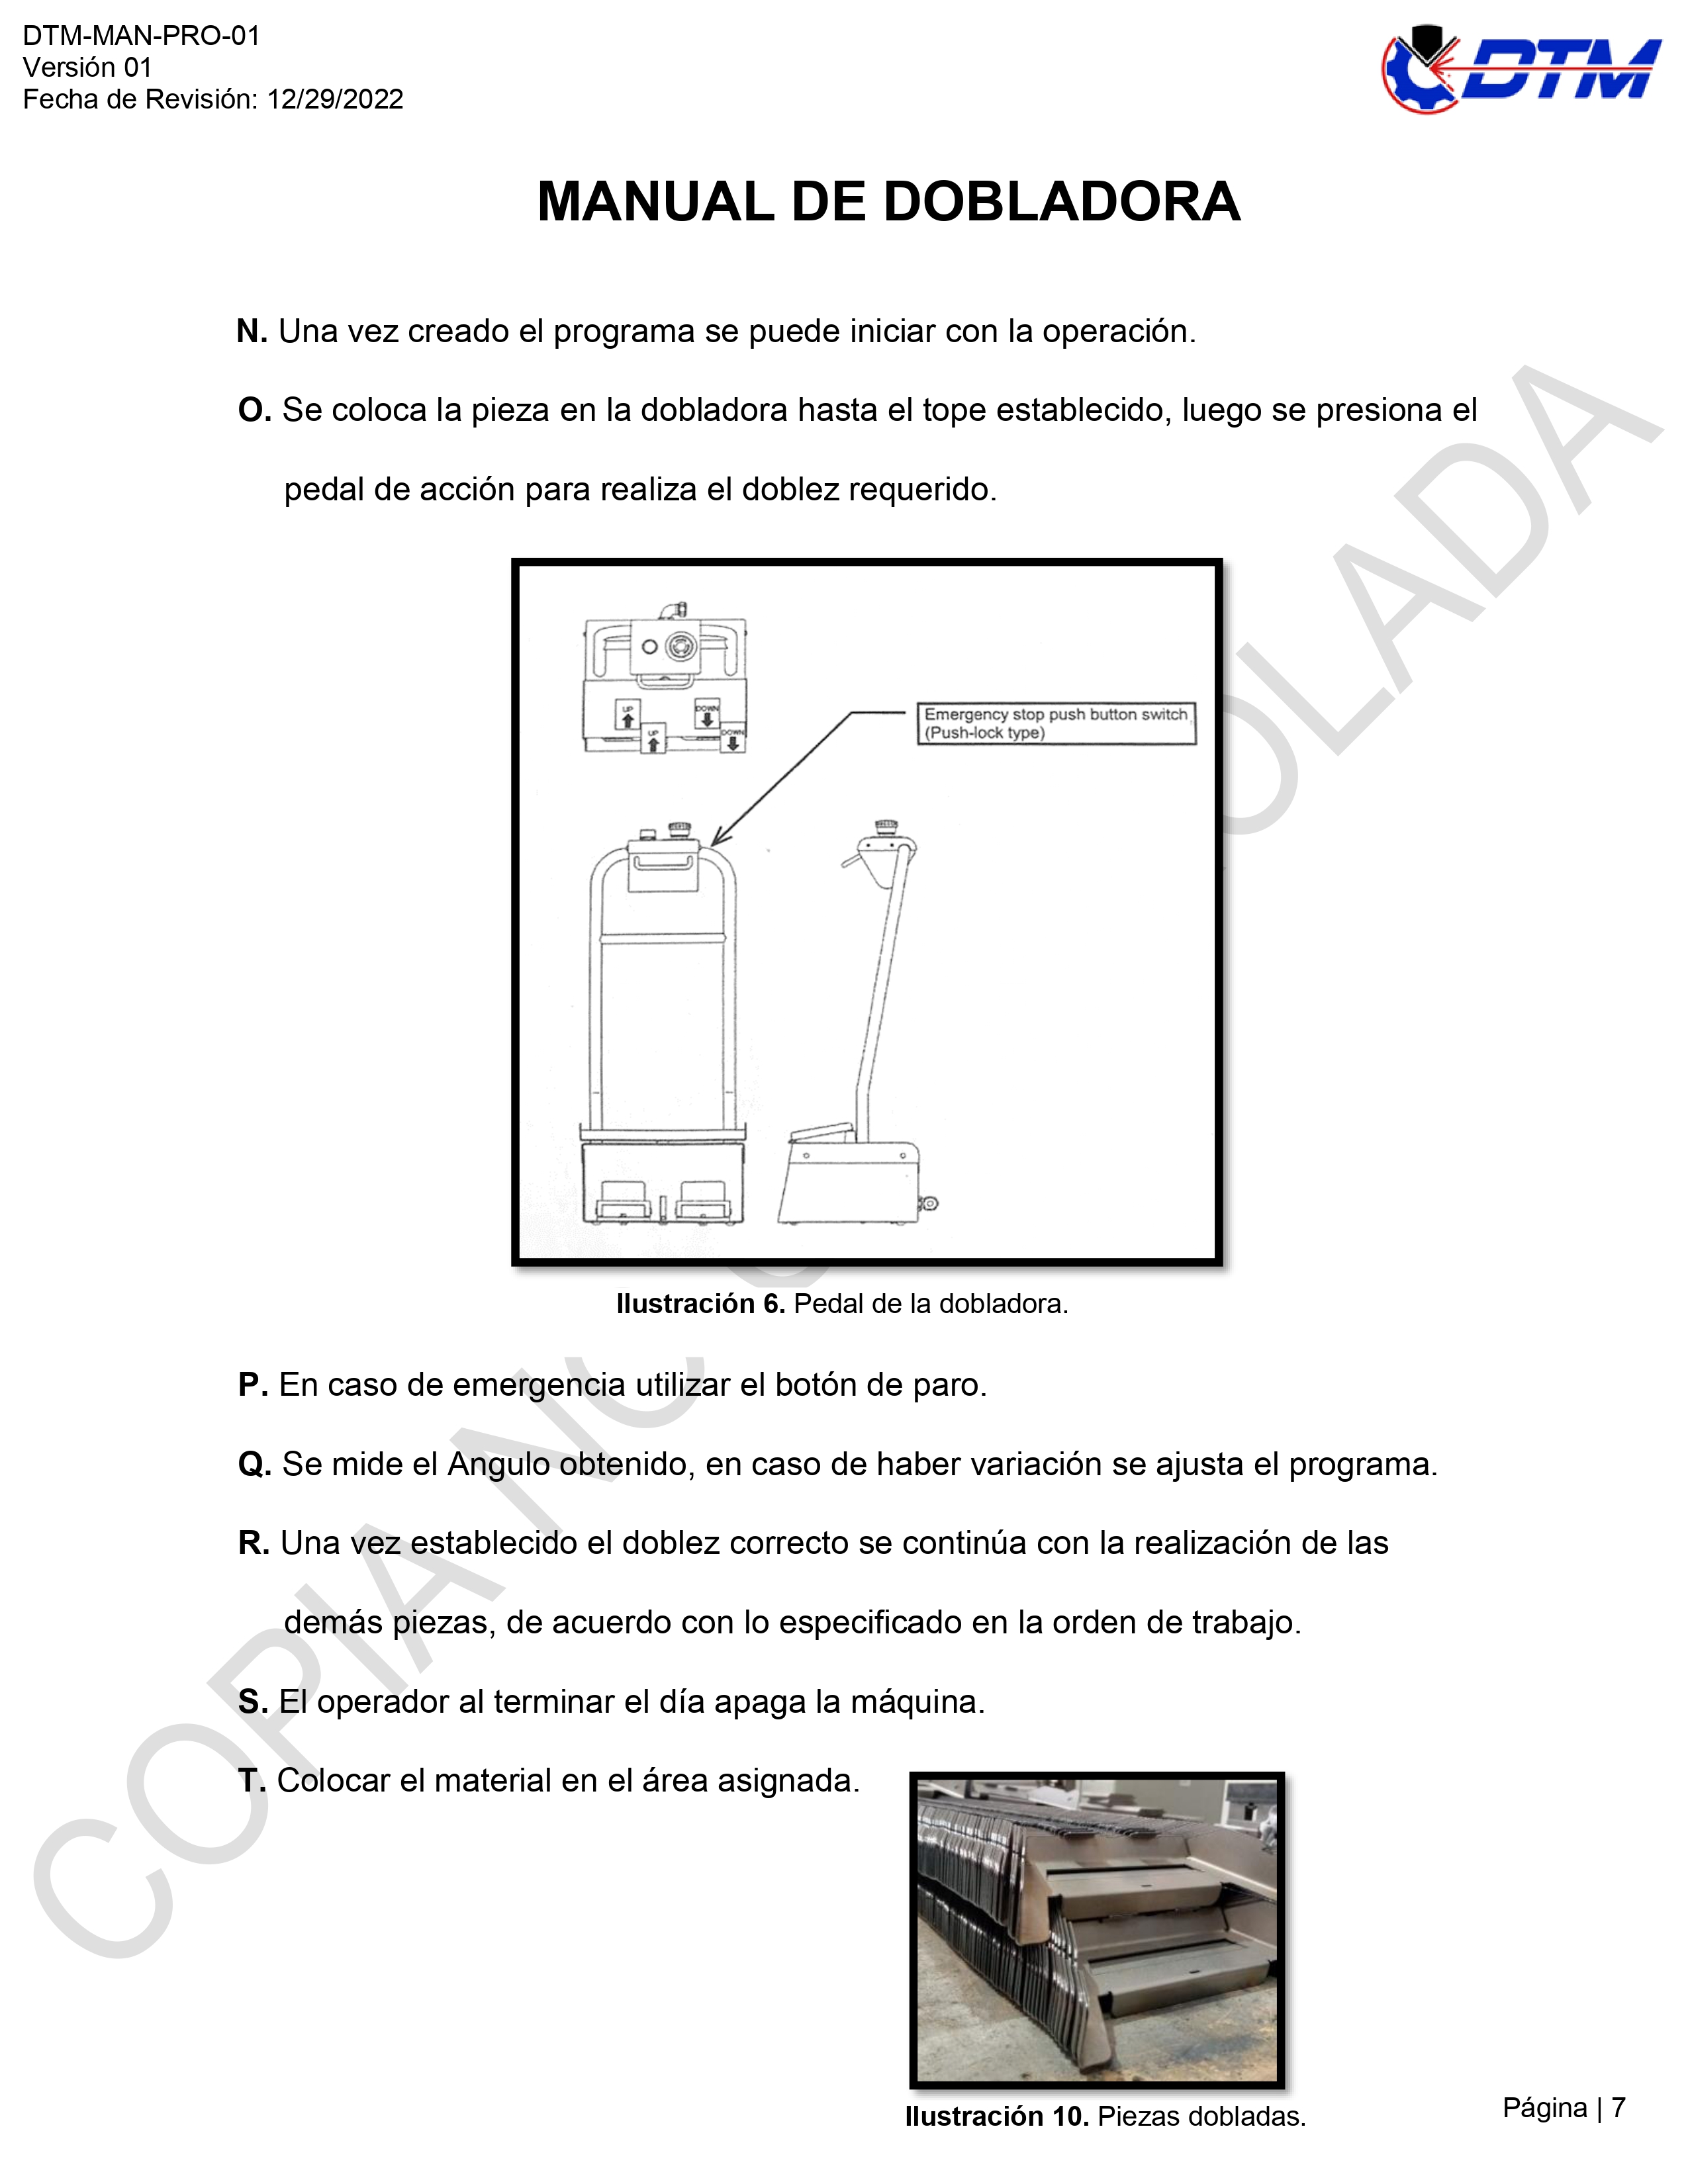 DTM-MAN-PRO-01
Versión 01
Fecha de Revisión: 12/29/2022
DTM
MANUAL DE DOBLADORA
N. Una vez creado el programa se puede iniciar con la operación.
O. Se coloca la pieza en la dobladora hasta el tope establecido, luego se presiona el
pedal de acción para realiza el doblez requerido.
UP
DOWN
UP
DOWN
Emergency stop push button switch
(Push-lock type)
Ilustración 6. Pedal de la dobladora.
P. En caso de emergencia utilizar el botón de paro.
Q. Se mide el Angulo obtenido, en caso de haber variación se ajusta el programa.
R. Una vez establecido el doblez correcto se continúa con la realización de las
demás piezas, de acuerdo con lo especificado en la orden de trabajo.
S. El operador al terminar el día apaga la máquina.
T. Colocar el material en el área asignada.
Ilustración 10. Piezas dobladas.
Página | 7
COPIA NO OLADA